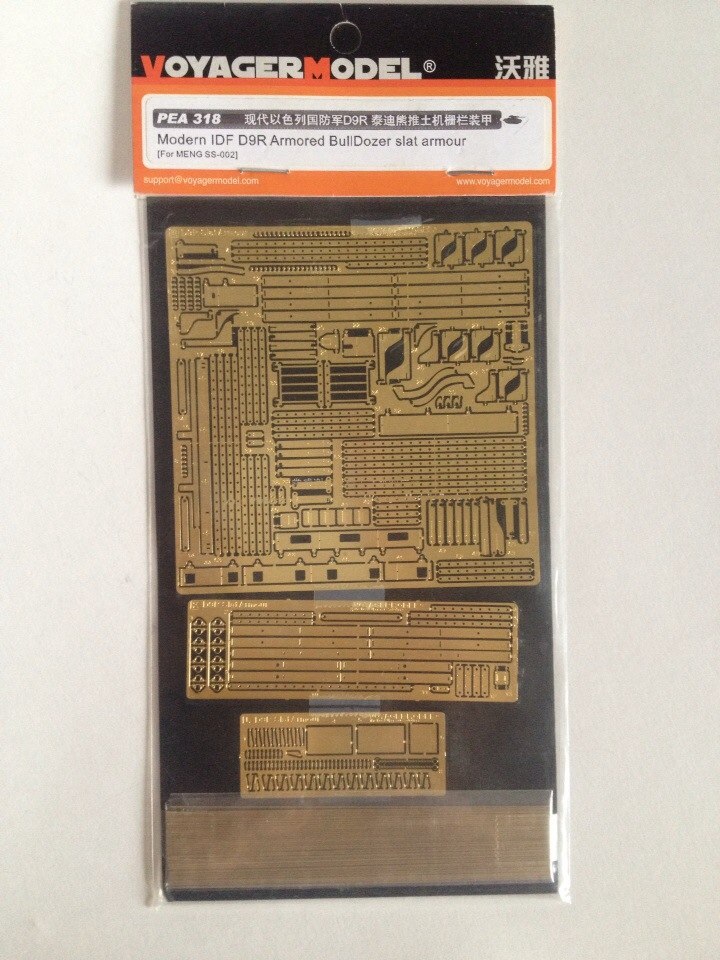 VOYAGERMODEL® 沃雅
PEA 318 现代以色列国防军D9R 泰迪熊推土机栅栏装甲
Modern IDF D9R Armored BullDozer slat armour
[For MENG SS-002]
support@voyagermodel.com www.voyagermodel.com
VOYAGERMODEL